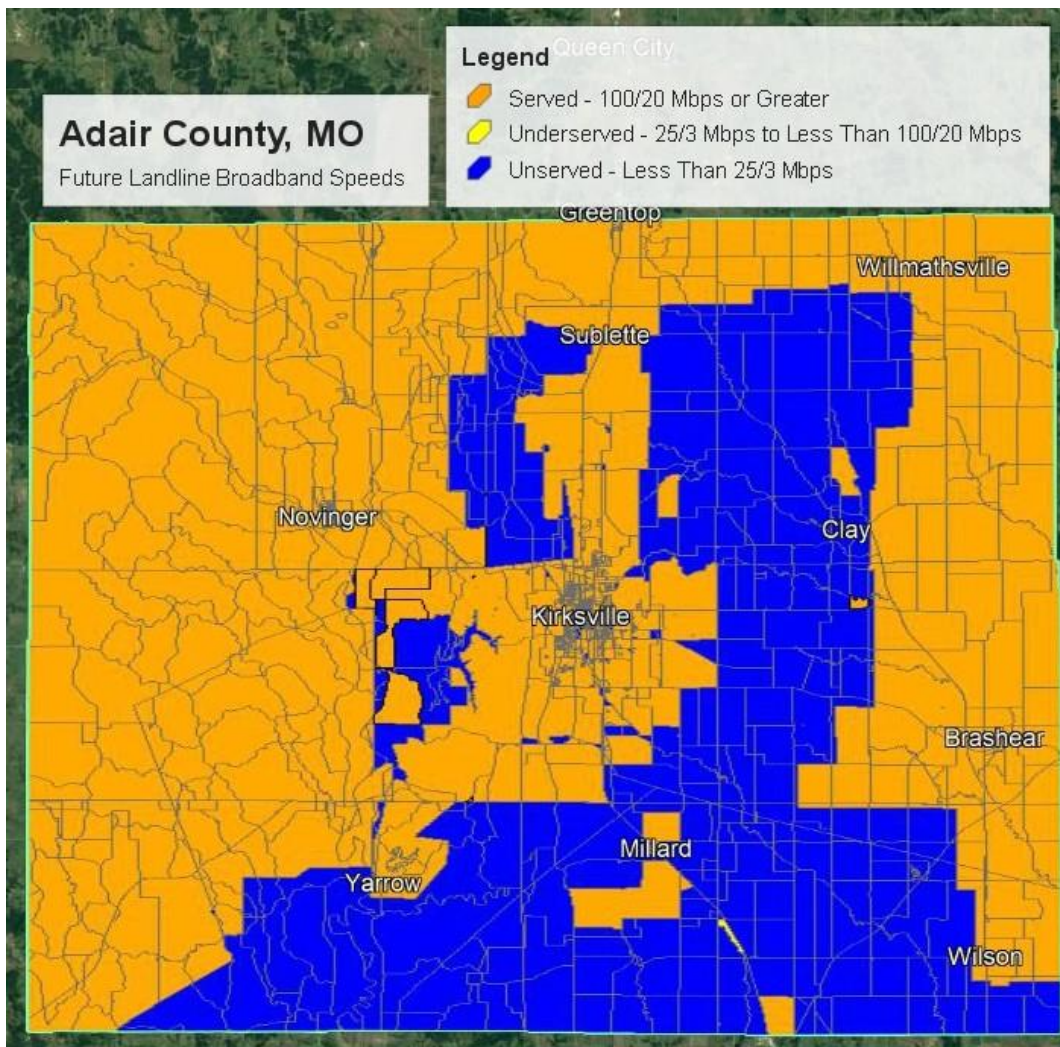 Queen City
Legend
Served - 100/20 Mbps or Greater
Underserved - 25/3 Mbps to Less Than 100/20 Mbps
Unserved - Less Than 25/3 Mbps
Adair County, MO
Future Landline Broadband Speeds
Greentop
Willmathsville
Sublette
Novinger
Clay
Kirksville
Brashear
Millard
Yarrow
Wilson